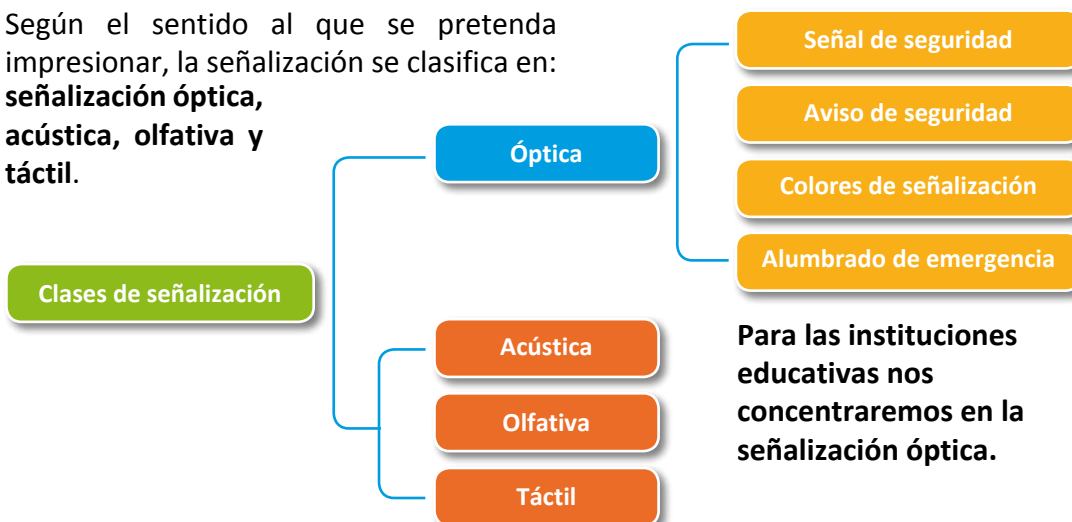 Según el sentido al que se pretenda
impresionar, la señalización se clasifica en:
señalización óptica,
acústica, olfativa y
táctil.
Clases de señalización
Óptica
Señal de seguridad
Aviso de seguridad
Colores de señalización
Alumbrado de emergencia
Acústica
Olfativa
Táctil
Para las instituciones
educativas nos
concentraremos en la
señalización óptica.